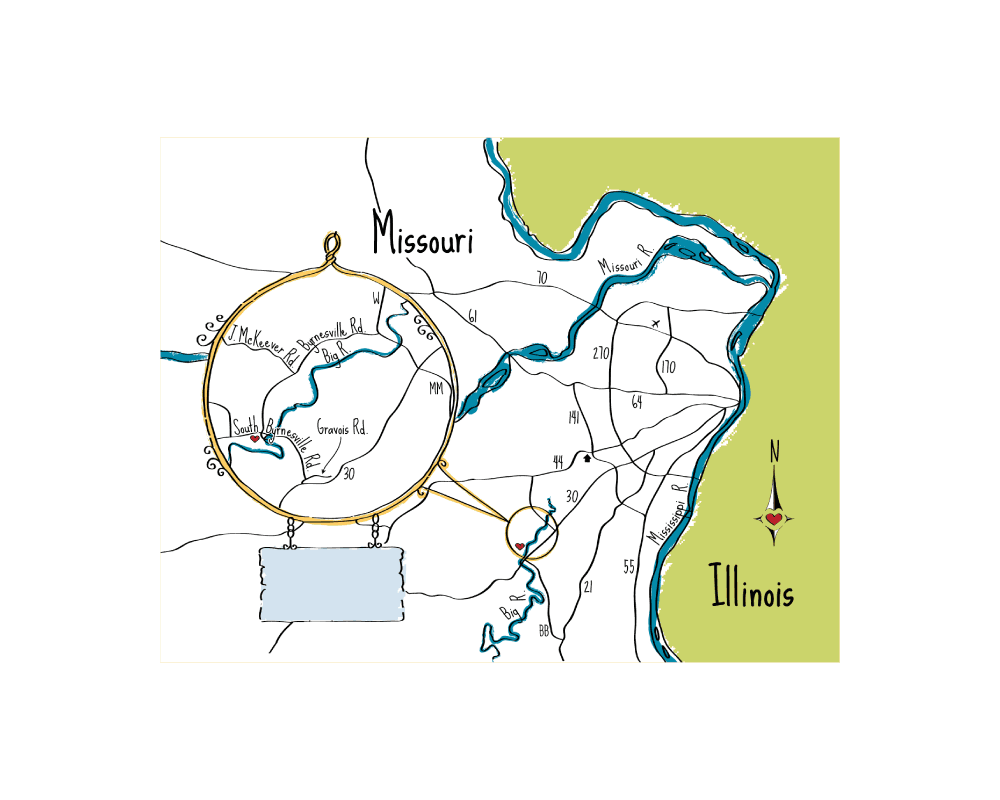 Missouri
Missouri R.
70
61
W
J. McKeever Rd
Byrnesville Rd.
Big R.
270
170
MM
64
141
South Byrnesville Rd
Gravois Rd.
30
44
30
N
Mississippi R.
55
21
Illinois
Big R.
BB